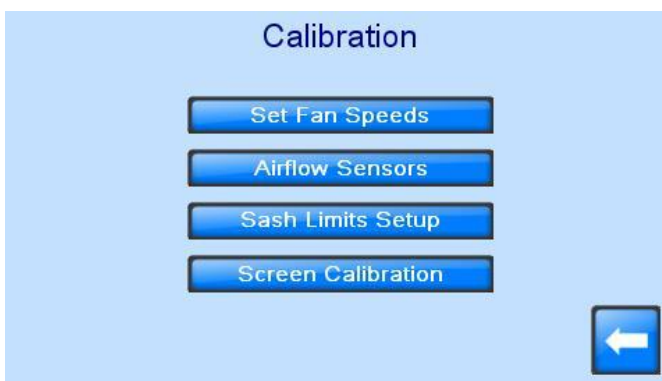 Calibration
Set Fan Speeds
Airflow Sensors
Sash Limits Setup
Screen Calibration